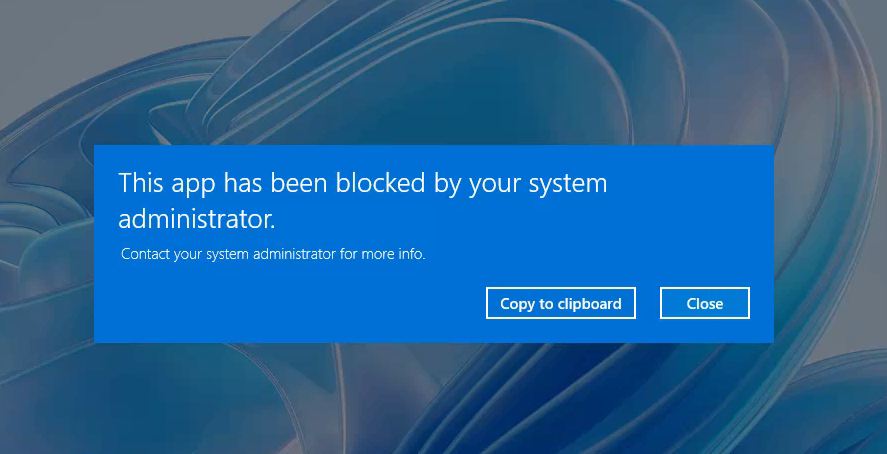 This app has been blocked by your system
administrator.
Contact your system administrator for more info.
Copy to clipboard
Close